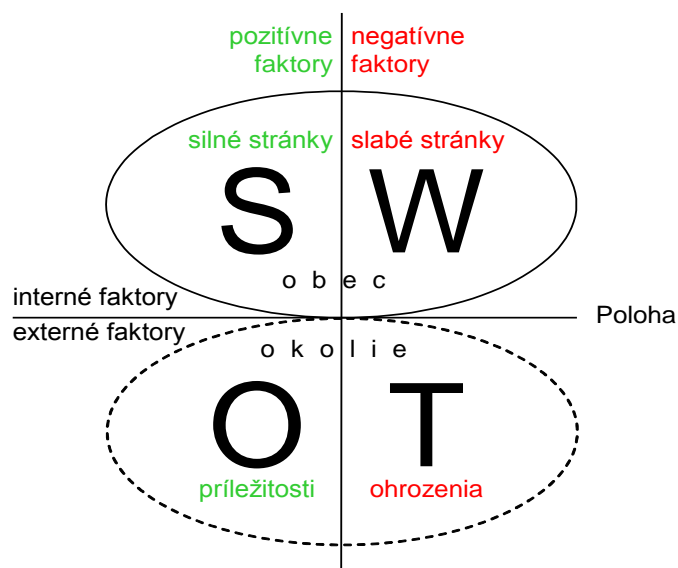 pozitívne negatívne
faktory faktory
silné stránky slabé stránky
S W
o b e c
interné faktory
Poloha
externé faktory
o k o l i e
O T
príležitosti ohrozenia